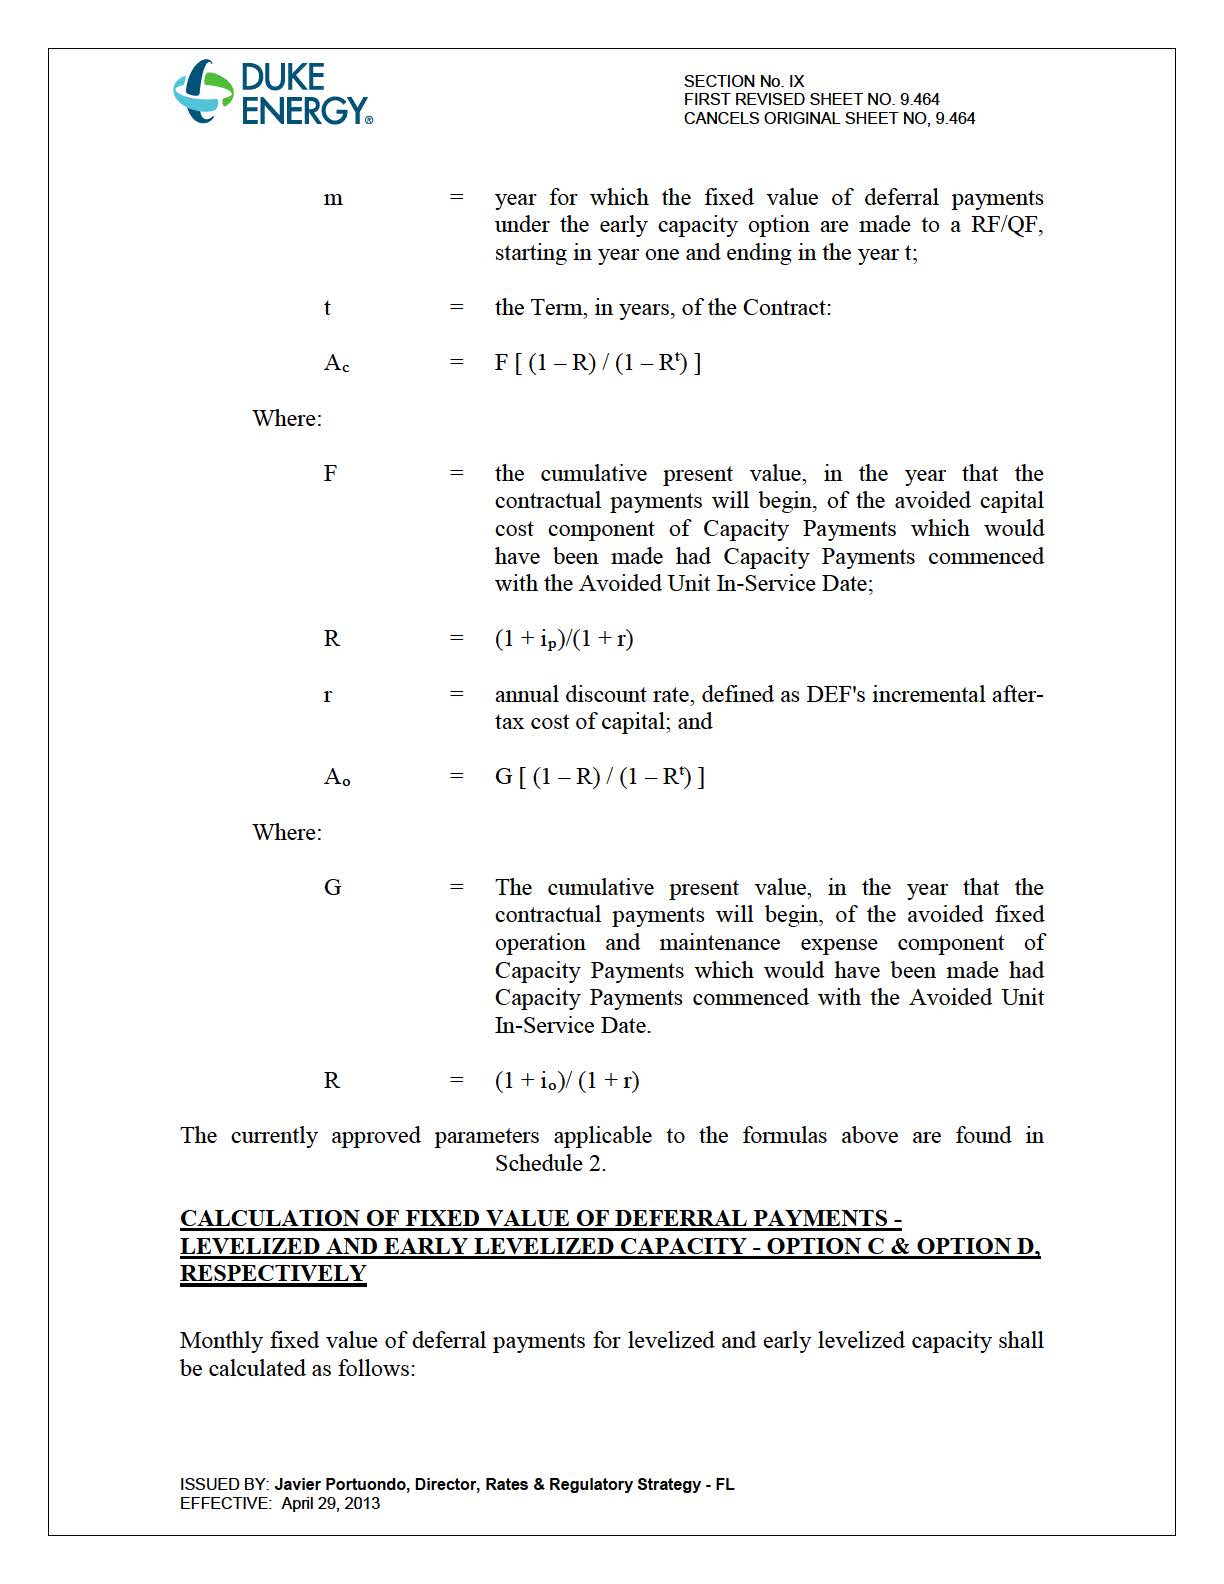 DUKE
ENERGY®
SECTION No. IX
FIRST REVISED SHEET NO. 9.464
CANCELS ORIGINAL SHEET NO, 9.464
m = year for which the fixed value of deferral payments
under the early capacity option are made to a RF/QF,
starting in year one and ending in the year t;
t = the Term, in years, of the Contract:
A꜀ = F [ (1 – R) / (1 – Rᵗ) ]
Where:
F = the cumulative present value, in the year that the
contractual payments will begin, of the avoided capital
cost component of Capacity Payments which would
have been made had Capacity Payments commenced
with the Avoided Unit In-Service Date;
R = (1 + iₚ)/(1 + r)
r = annual discount rate, defined as DEF's incremental after-
tax cost of capital; and
Aₒ = G [ (1 – R) / (1 – Rᵗ) ]
Where:
G = The cumulative present value, in the year that the
contractual payments will begin, of the avoided fixed
operation and maintenance expense component of
Capacity Payments which would have been made had
Capacity Payments commenced with the Avoided Unit
In-Service Date.
R = (1 + iₒ)/ (1 + r)
The currently approved parameters applicable to the formulas above are found in
Schedule 2.
CALCULATION OF FIXED VALUE OF DEFERRAL PAYMENTS -
LEVELIZED AND EARLY LEVELIZED CAPACITY - OPTION C & OPTION D,
RESPECTIVELY
Monthly fixed value of deferral payments for levelized and early levelized capacity shall
be calculated as follows:
ISSUED BY: Javier Portuondo, Director, Rates & Regulatory Strategy - FL
EFFECTIVE: April 29, 2013